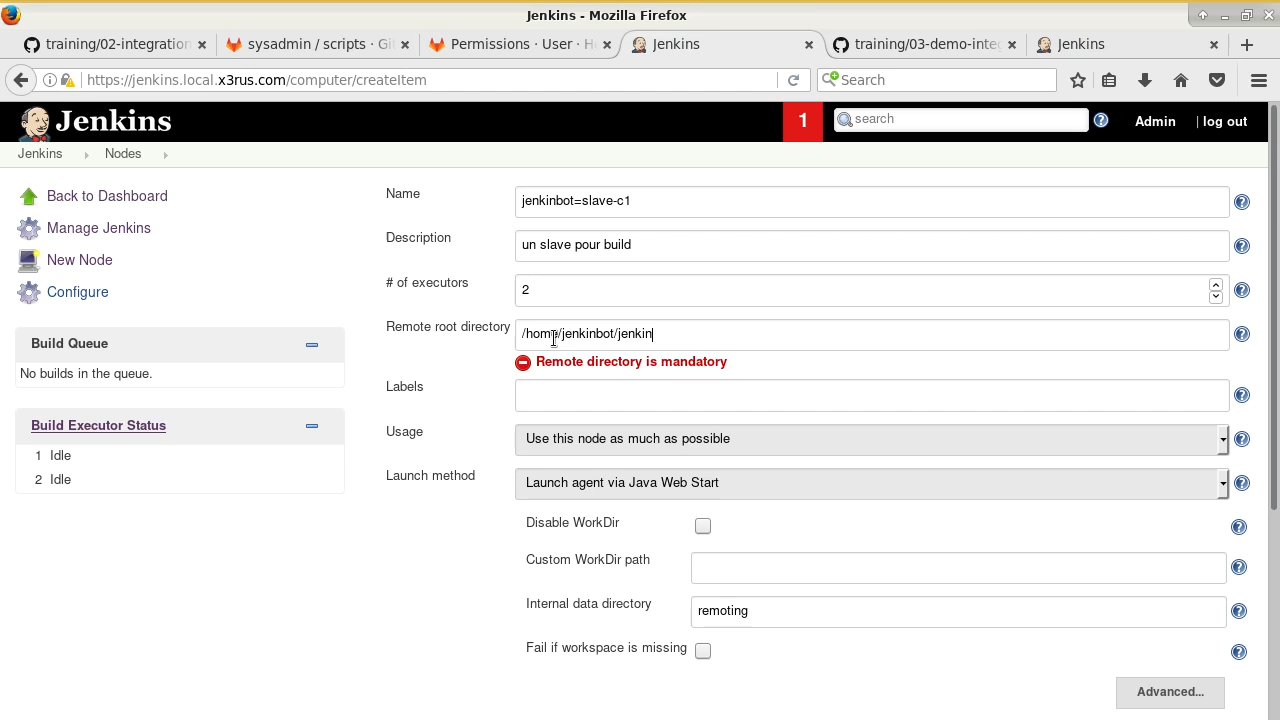 Jenkins - Mozilla Firefox
training/02-integration
sysadmin / scripts · Gi
Permissions · User · H
Jenkins
training/03-demo-inte
Jenkins
https://jenkins.local.x3rus.com/computer/createItem
Search
Jenkins
1
search
Admin
| log out
Jenkins
Nodes
Back to Dashboard
Manage Jenkins
New Node
Configure
Build Queue
No builds in the queue.
Build Executor Status
1 Idle
2 Idle
Name
jenkinbot=slave-c1
Description
un slave pour build
# of executors
2
Remote root directory
/home/jenkinbot/jenkin
Remote directory is mandatory
Labels
Usage
Use this node as much as possible
Launch method
Launch agent via Java Web Start
Disable WorkDir
Custom WorkDir path
Internal data directory
remoting
Fail if workspace is missing
Advanced...